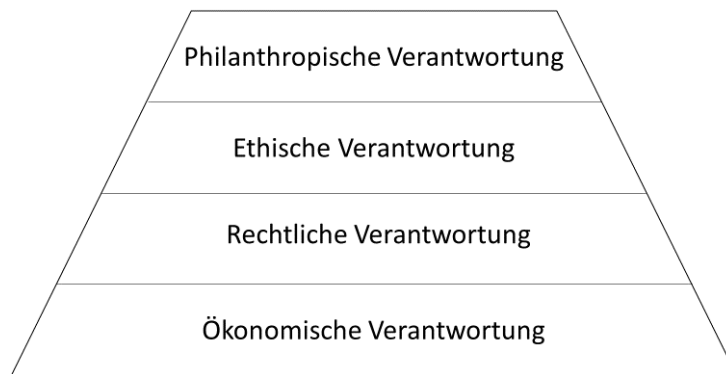 Philanthropische Verantwortung
Ethische Verantwortung
Rechtliche Verantwortung
Ökonomische Verantwortung